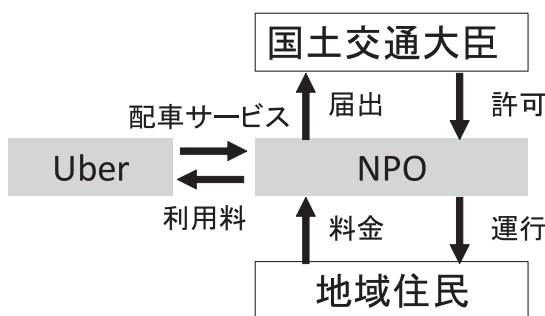 国土交通大臣
届出
許可
配車サービス
Uber
NPO
利用料
料金
運行
地域住民